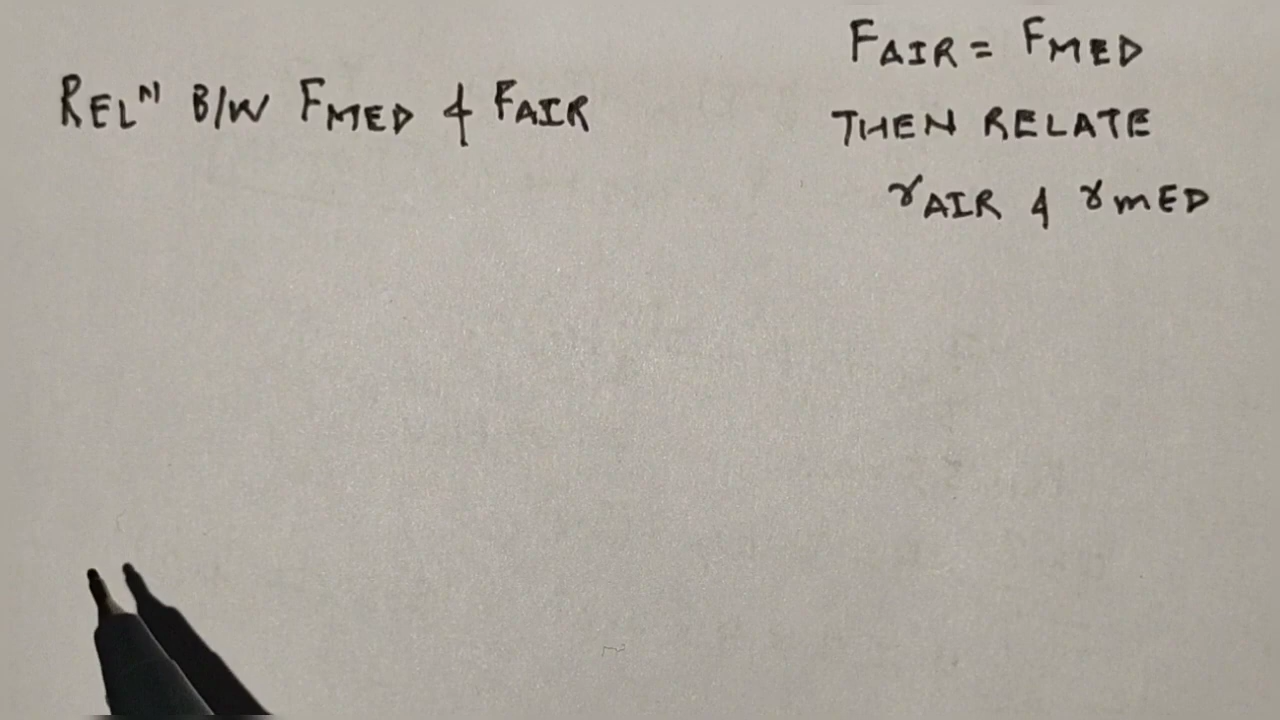 RELⁿ B/W FMED & FAIR
FAIR = FMED
THEN RELATE
rAIR & rMED